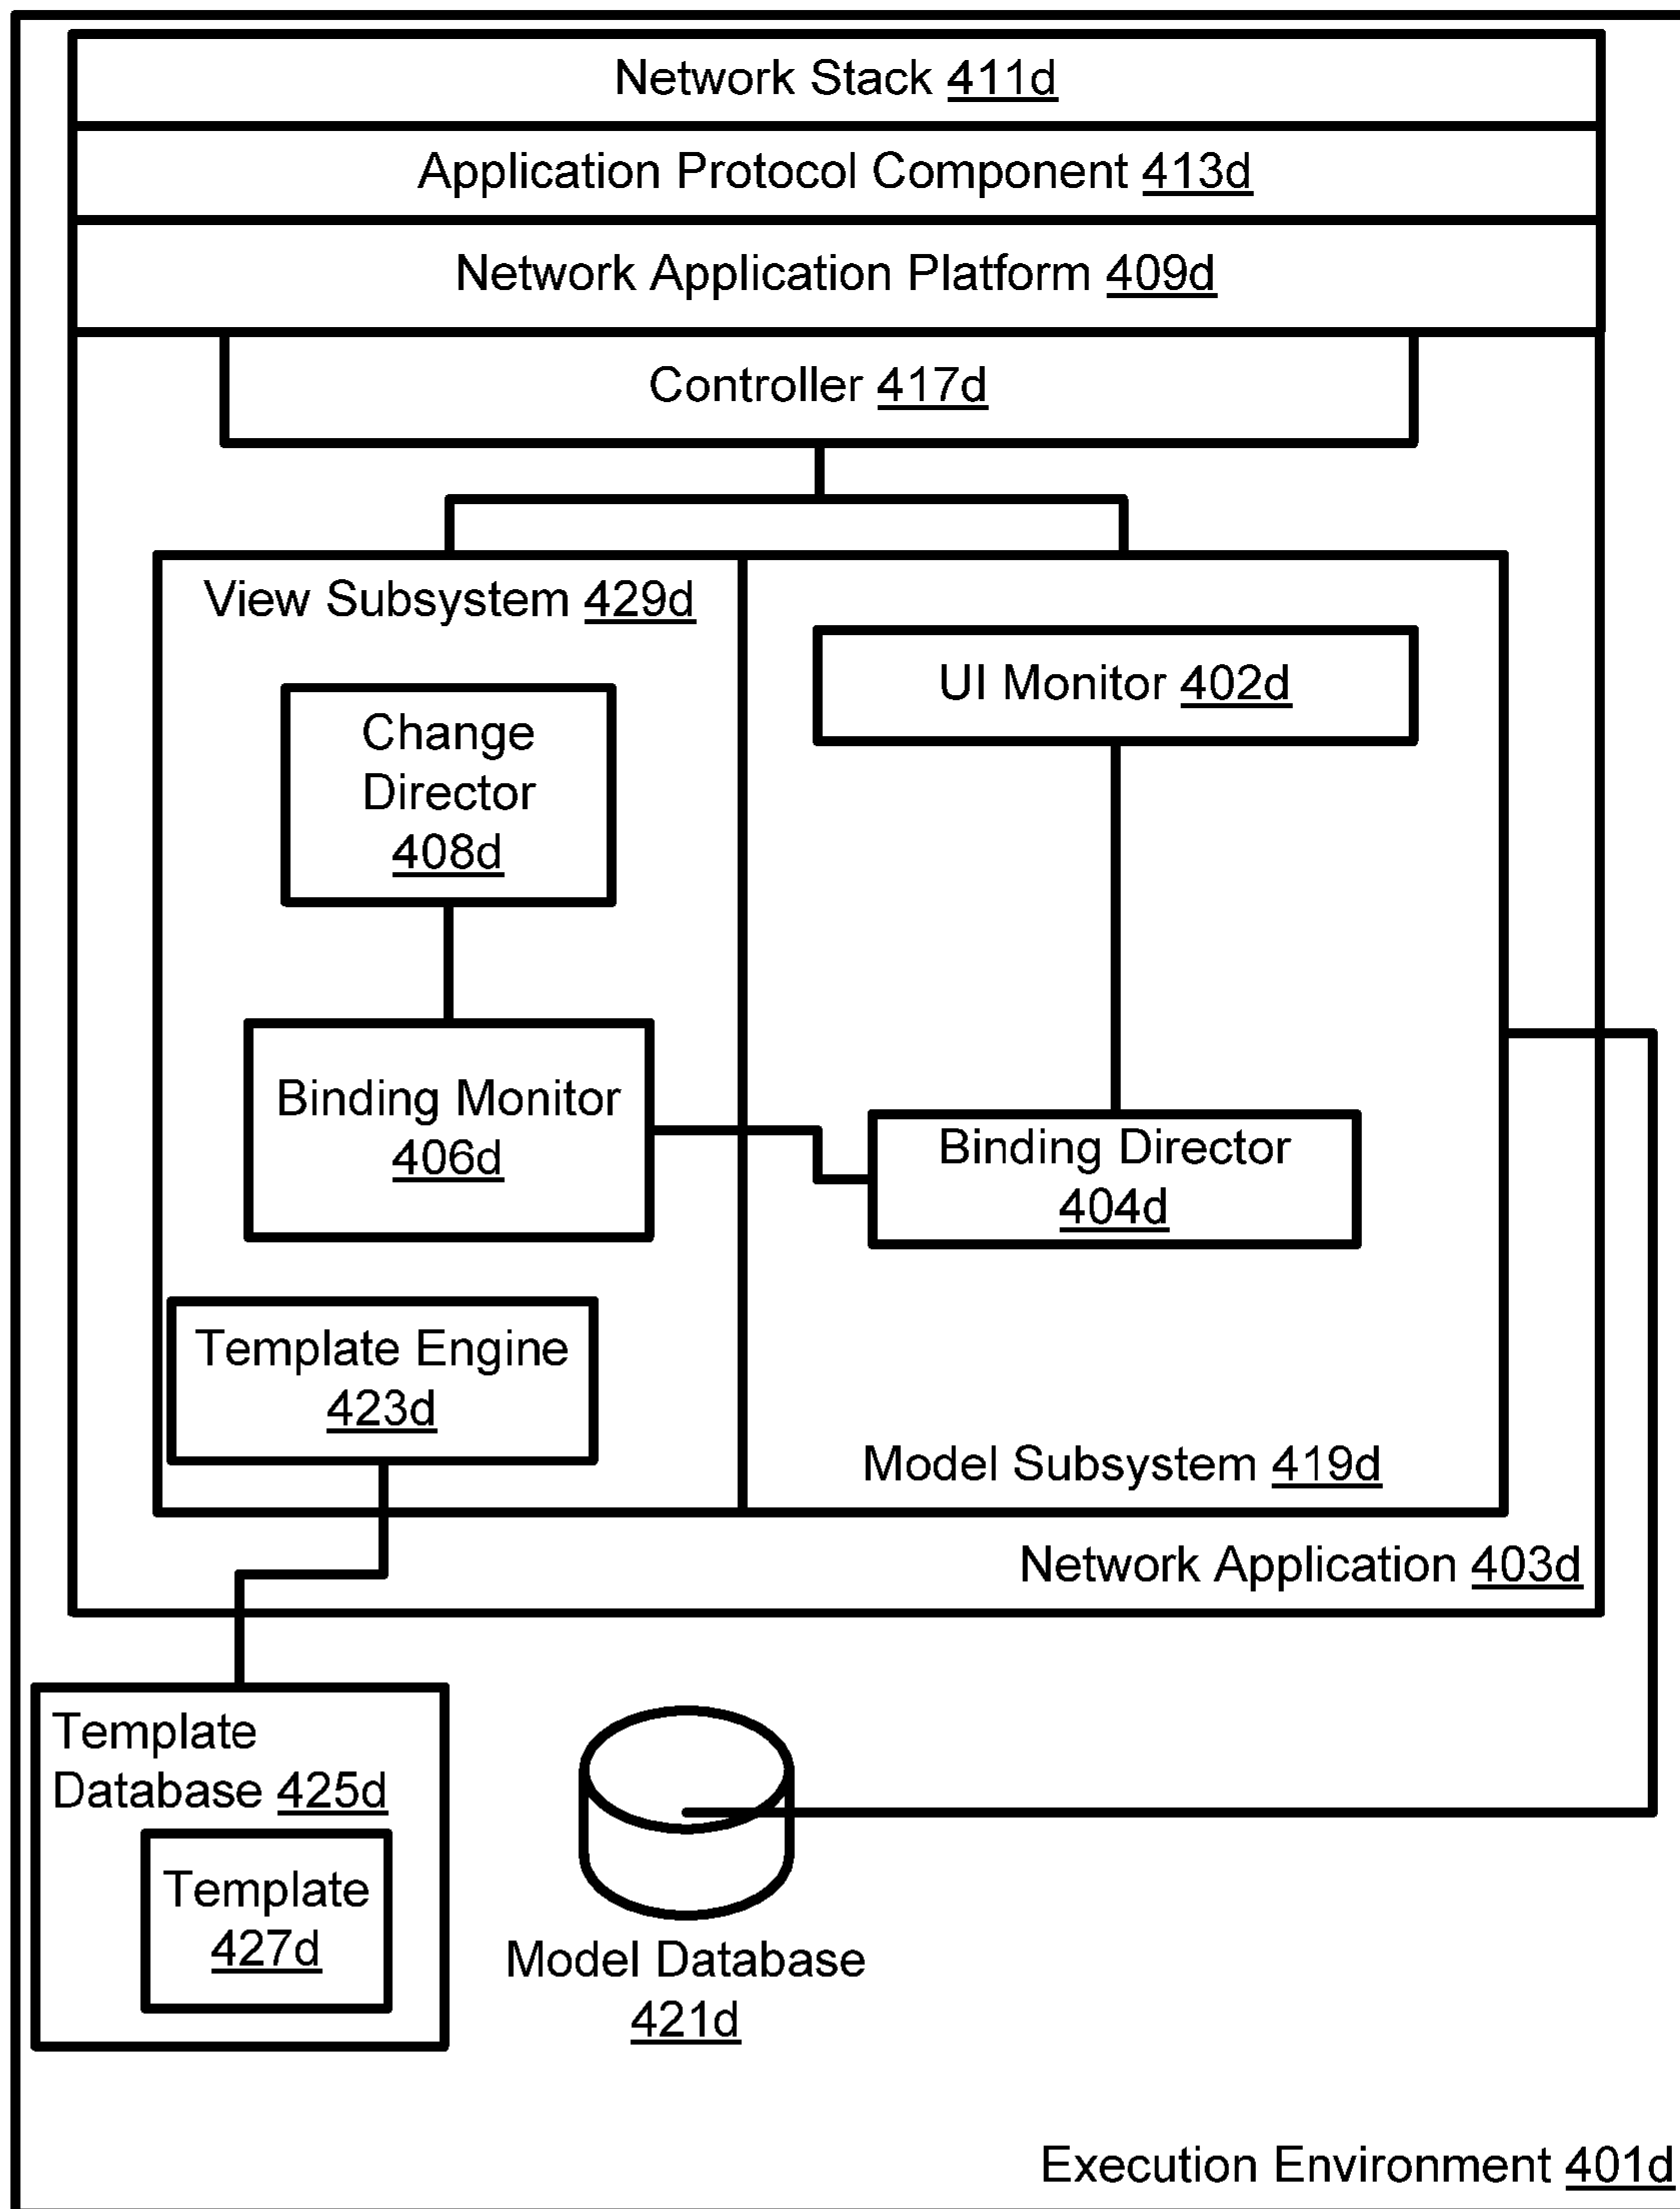 Network Stack 411d
Application Protocol Component 413d
Network Application Platform 409d
Controller 417d
View Subsystem 429d
UI Monitor 402d
Change
Director
408d
Binding Monitor
406d
Binding Director
404d
Template Engine
423d
Model Subsystem 419d
Network Application 403d
Template
Database 425d
Template
427d
Model Database
421d
Execution Environment 401d